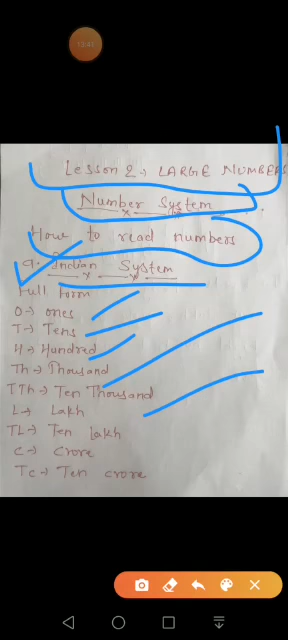 Lesson 2 → LARGE NUMBERS
Number System
How to read numbers
a. Indian System
Full Form
O → ones
T → Tens
H → Hundred
Th → Thousand
TTh → Ten Thousand
L → Lakh
TL → Ten Lakh
C → Crore
TC → Ten crore